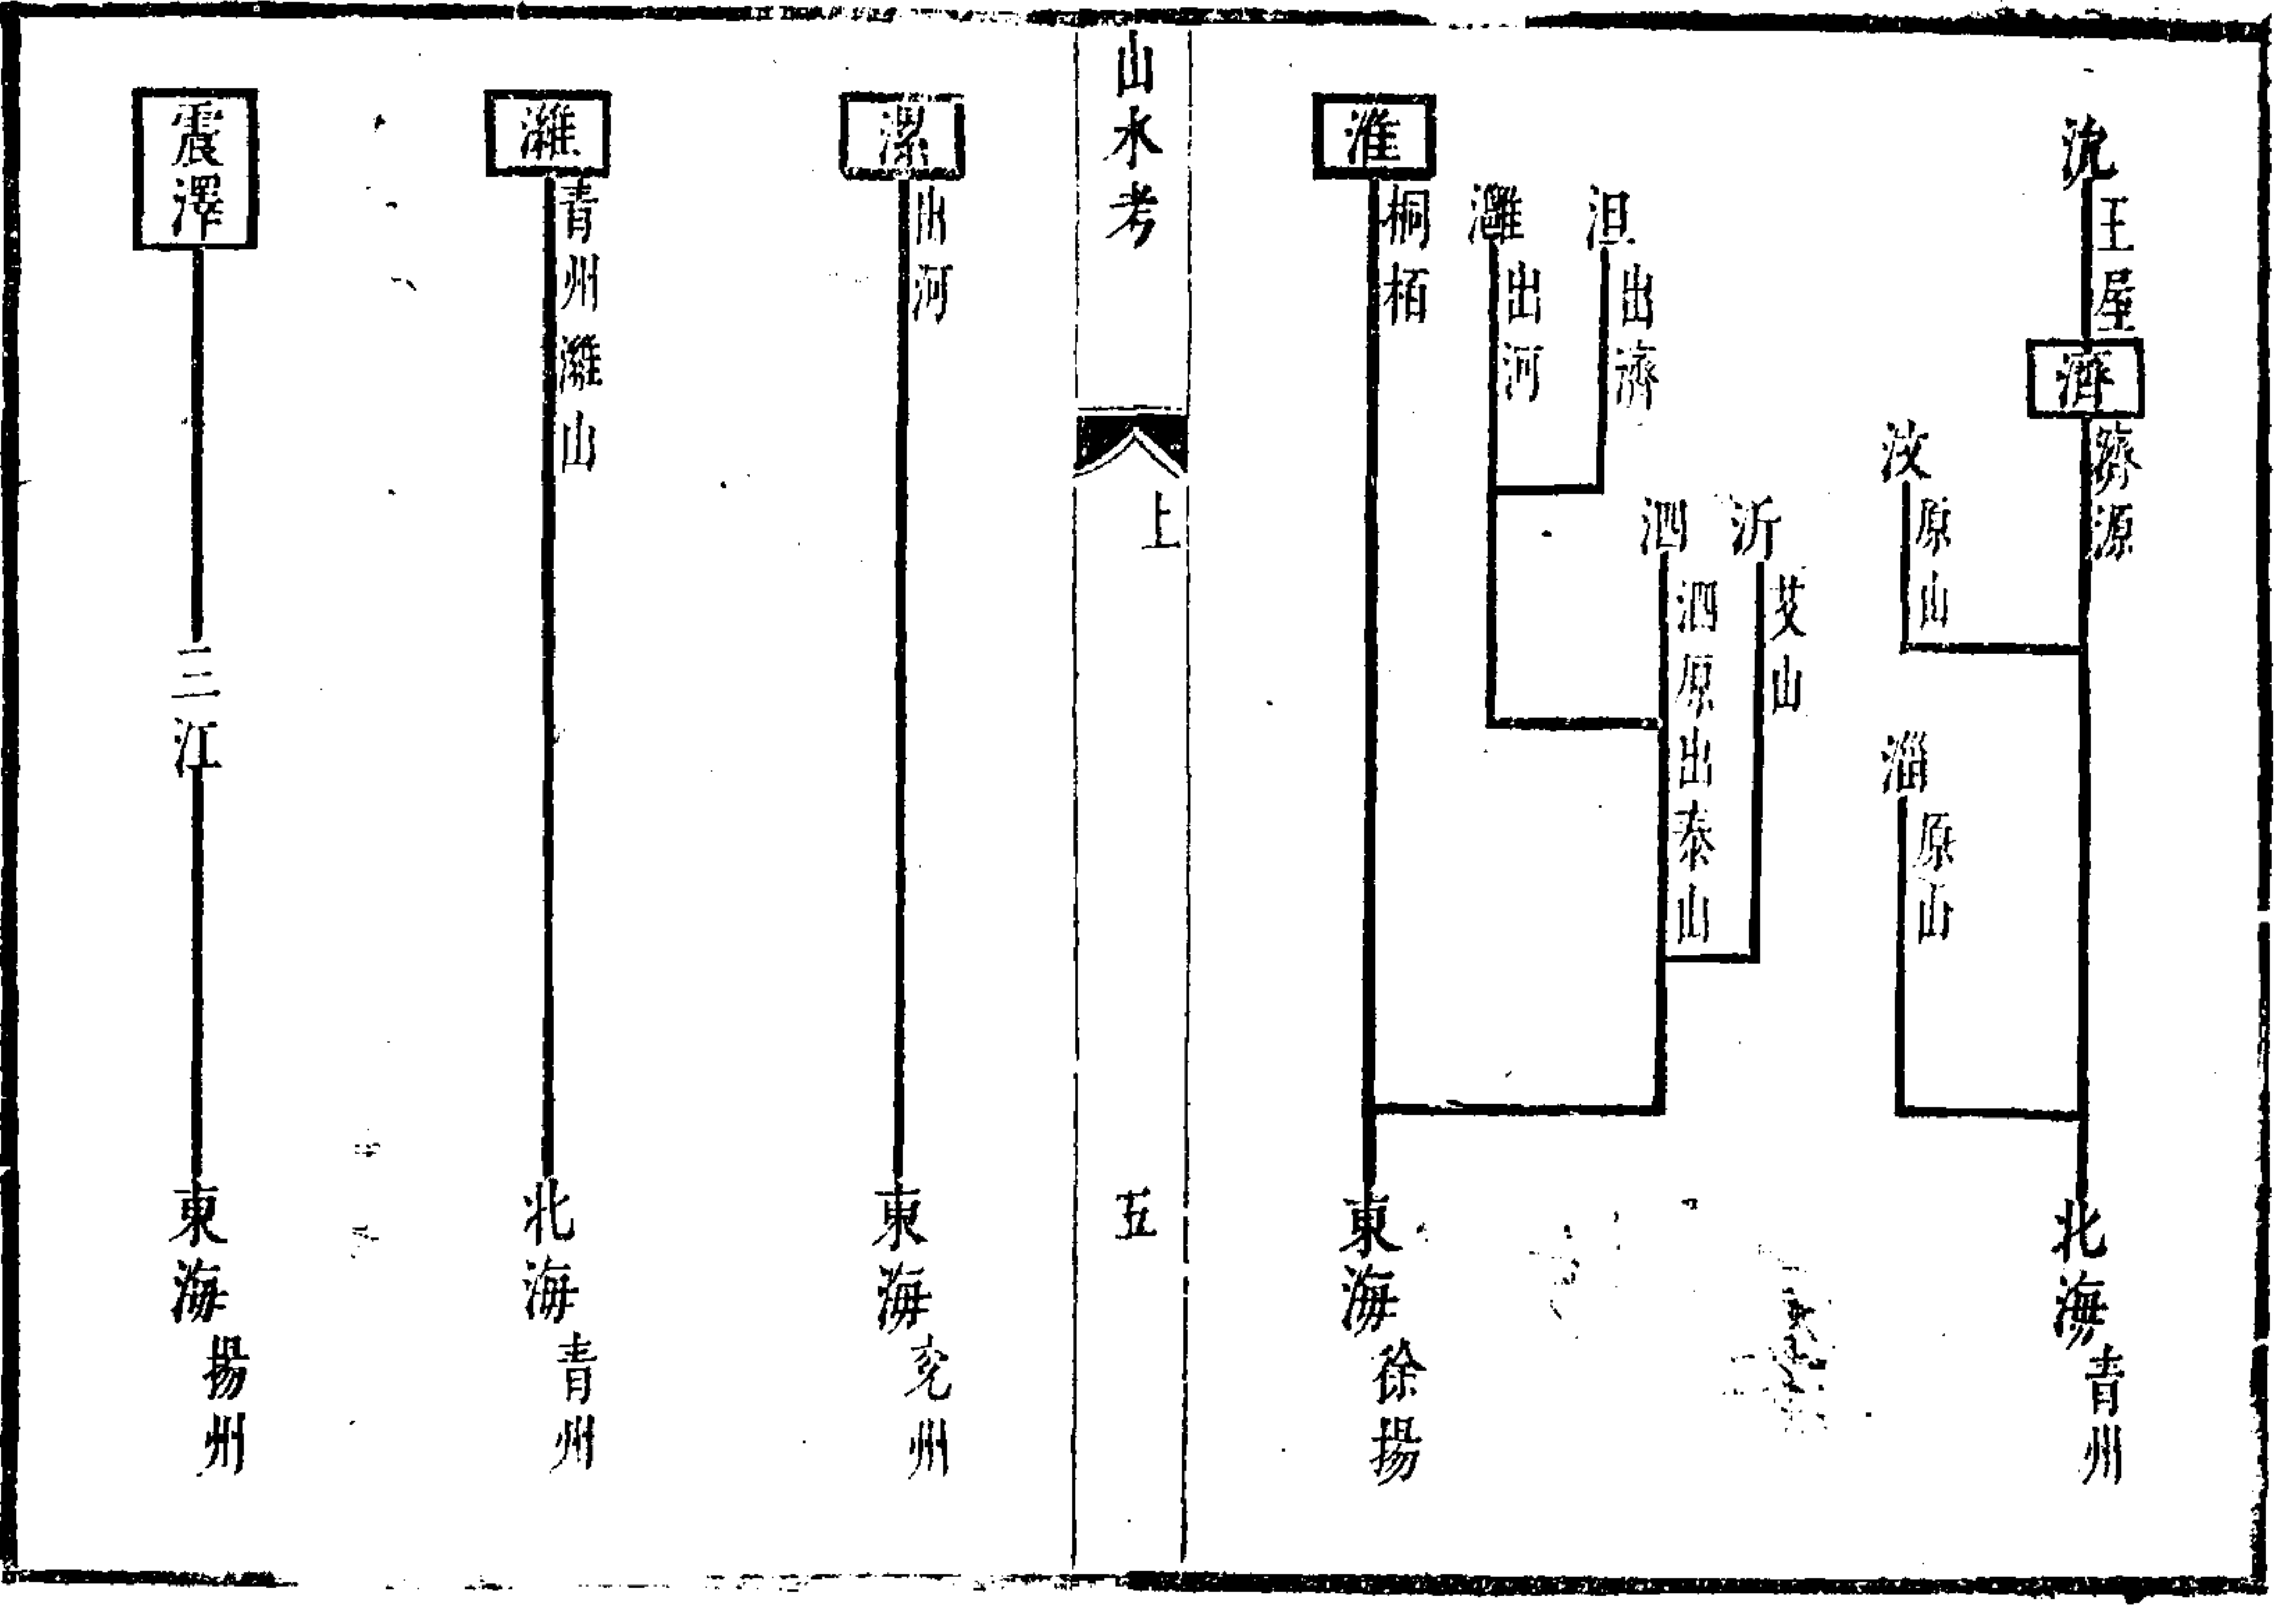 沇
王屋
濟
濟源
北海
青州
汶
原山
淄
原山
沂
艾山
泗
泗原出泰山
沮
出濟
灉
出河
淮
桐栢
東海
徐揚
山水考
上
五
漯
出河
東海
兖州
濰
青州濰山
北海
青州
震澤
三江
東海
揚州